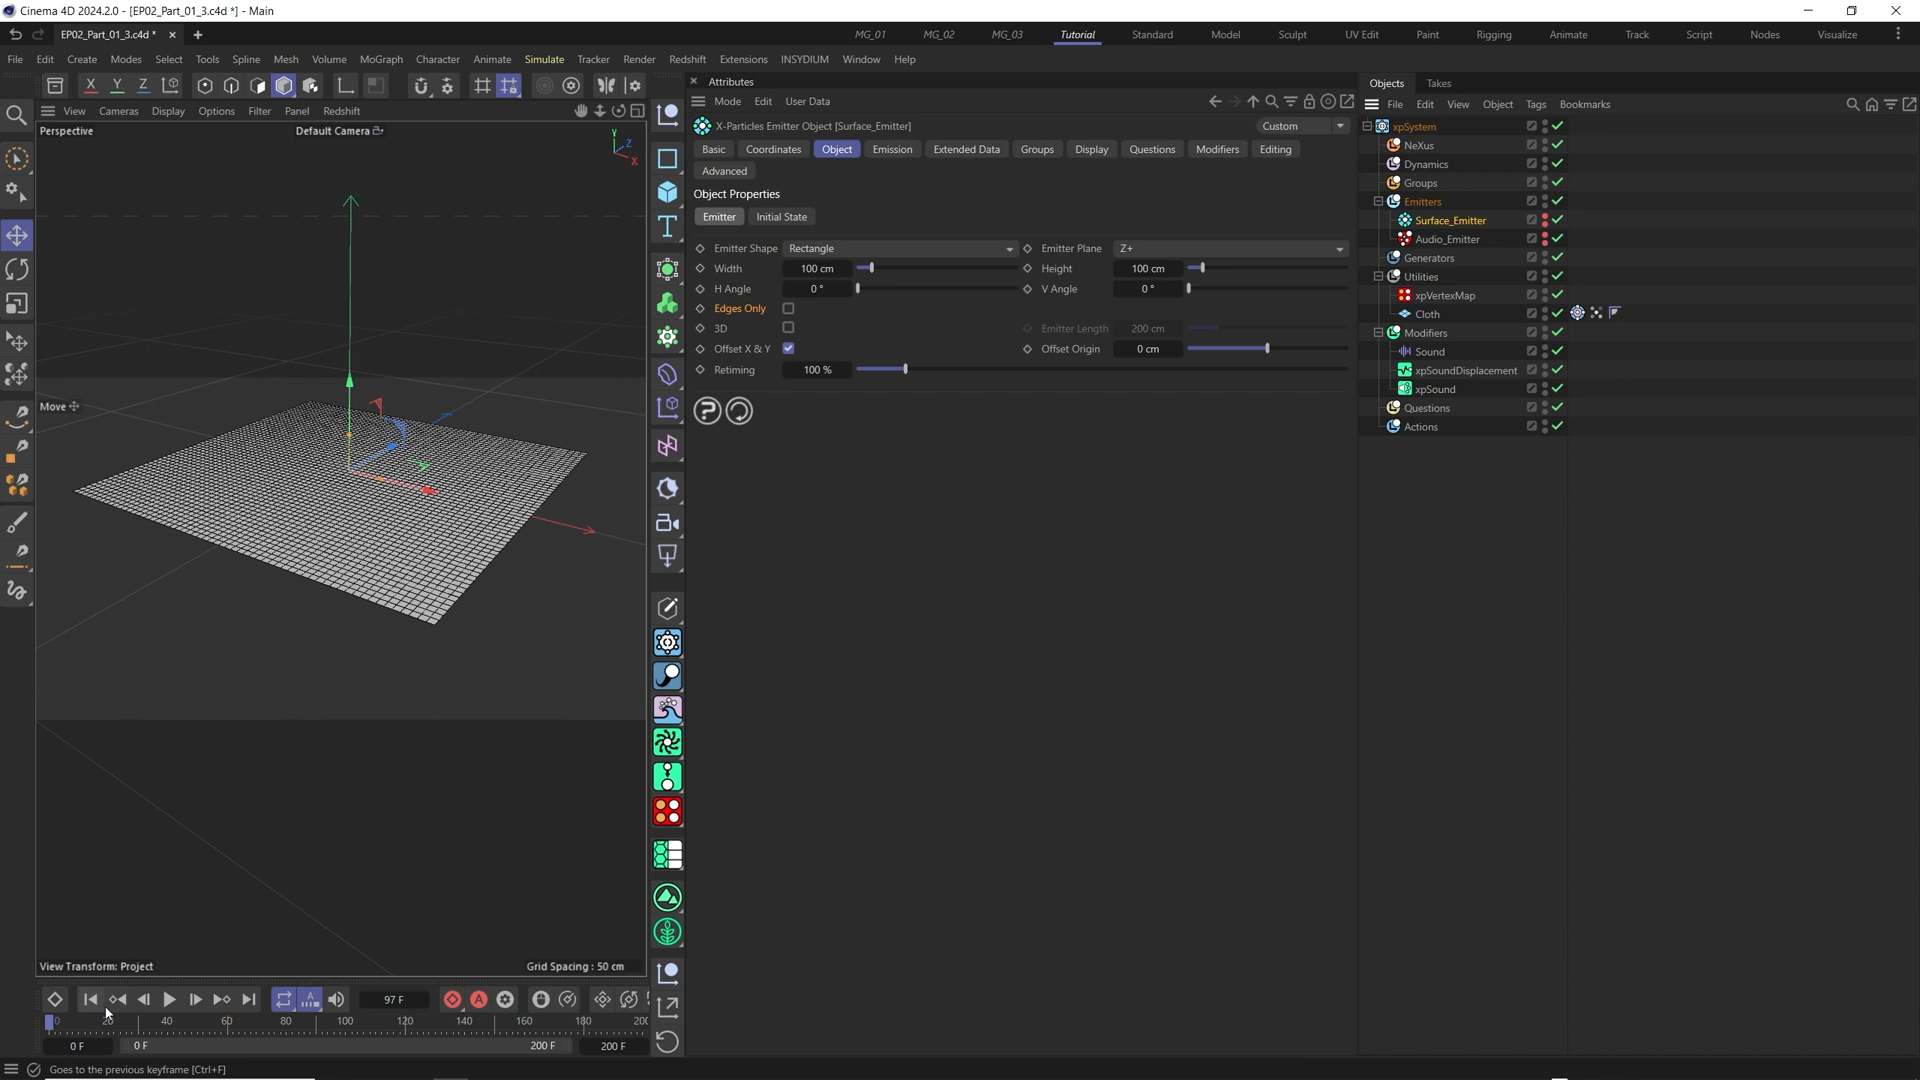 Cinema 4D 2024.2.0 - [EP02_Part_01_3.c4d *] - Main
EP02_Part_01_3.c4d *
MG_01 MG_02 MG_03 Tutorial Standard Model Sculpt UV Edit Paint Rigging Animate Track Script Nodes Visualize
File Edit Create Modes Select Tools Spline Mesh Volume MoGraph Character Animate Simulate Tracker Render Redshift Extensions INSYDIUM Window Help
X Y Z
View Cameras Display Options Filter Panel Redshift
Perspective
Default Camera
Y
Z
X
Move
View Transform: Project
Grid Spacing : 50 cm
Attributes
Mode Edit User Data
X-Particles Emitter Object [Surface_Emitter]
Custom
Basic Coordinates Object Emission Extended Data Groups Display Questions Modifiers Editing
Advanced
Object Properties
Emitter Initial State
Emitter Shape Rectangle Emitter Plane Z+
Width 100 cm Height 100 cm
H Angle 0 ° V Angle 0 °
Edges Only
3D Emitter Length 200 cm
Offset X & Y Offset Origin 0 cm
Retiming 100 %
Objects Takes
File Edit View Object Tags Bookmarks
xpSystem
NeXus
Dynamics
Groups
Emitters
Surface_Emitter
Audio_Emitter
Generators
Utilities
xpVertexMap
Cloth
Modifiers
Sound
xpSoundDisplacement
xpSound
Questions
Actions
97 F
0 20 40 60 80 100 120 140 160 180 200
0 F 0 F 200 F 200 F
Goes to the previous keyframe [Ctrl+F]